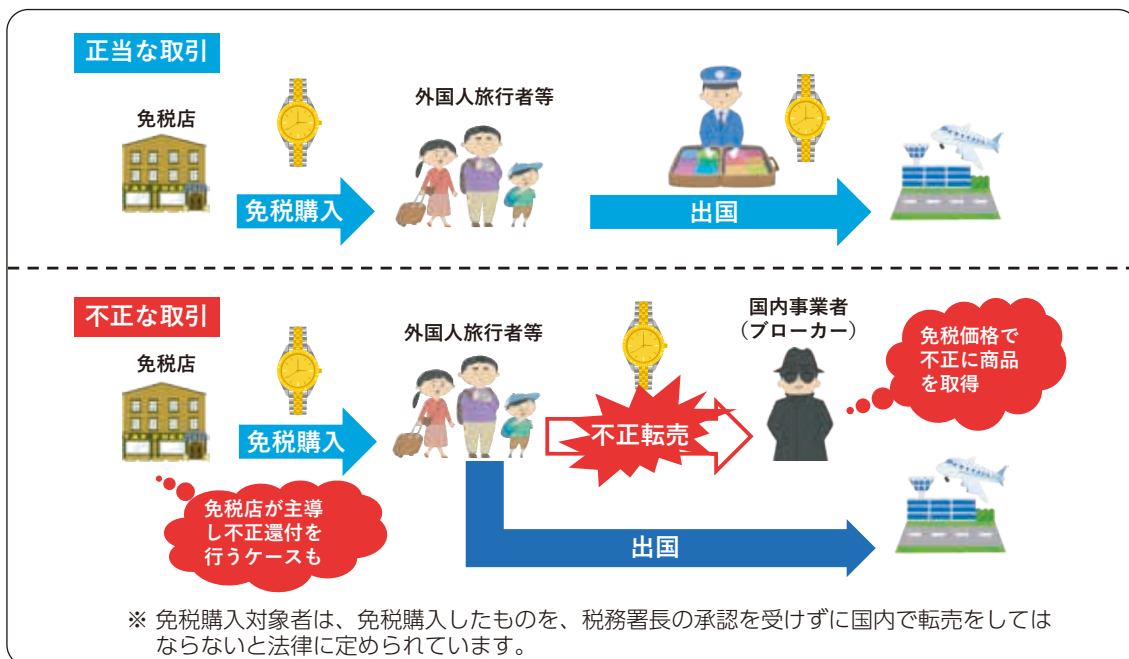 正当な取引
免税店
外国人旅行者等
免税購入
出国
不正な取引
免税店
外国人旅行者等
国内事業者
（ブローカー）
免税価格で
不正に商品
を取得
免税購入
不正転売
免税店が主導
し不正還付を
行うケースも
出国
※ 免税購入対象者は、免税購入したものを、税務署長の承認を受けずに国内で転売をしては
ならないと法律に定められています。